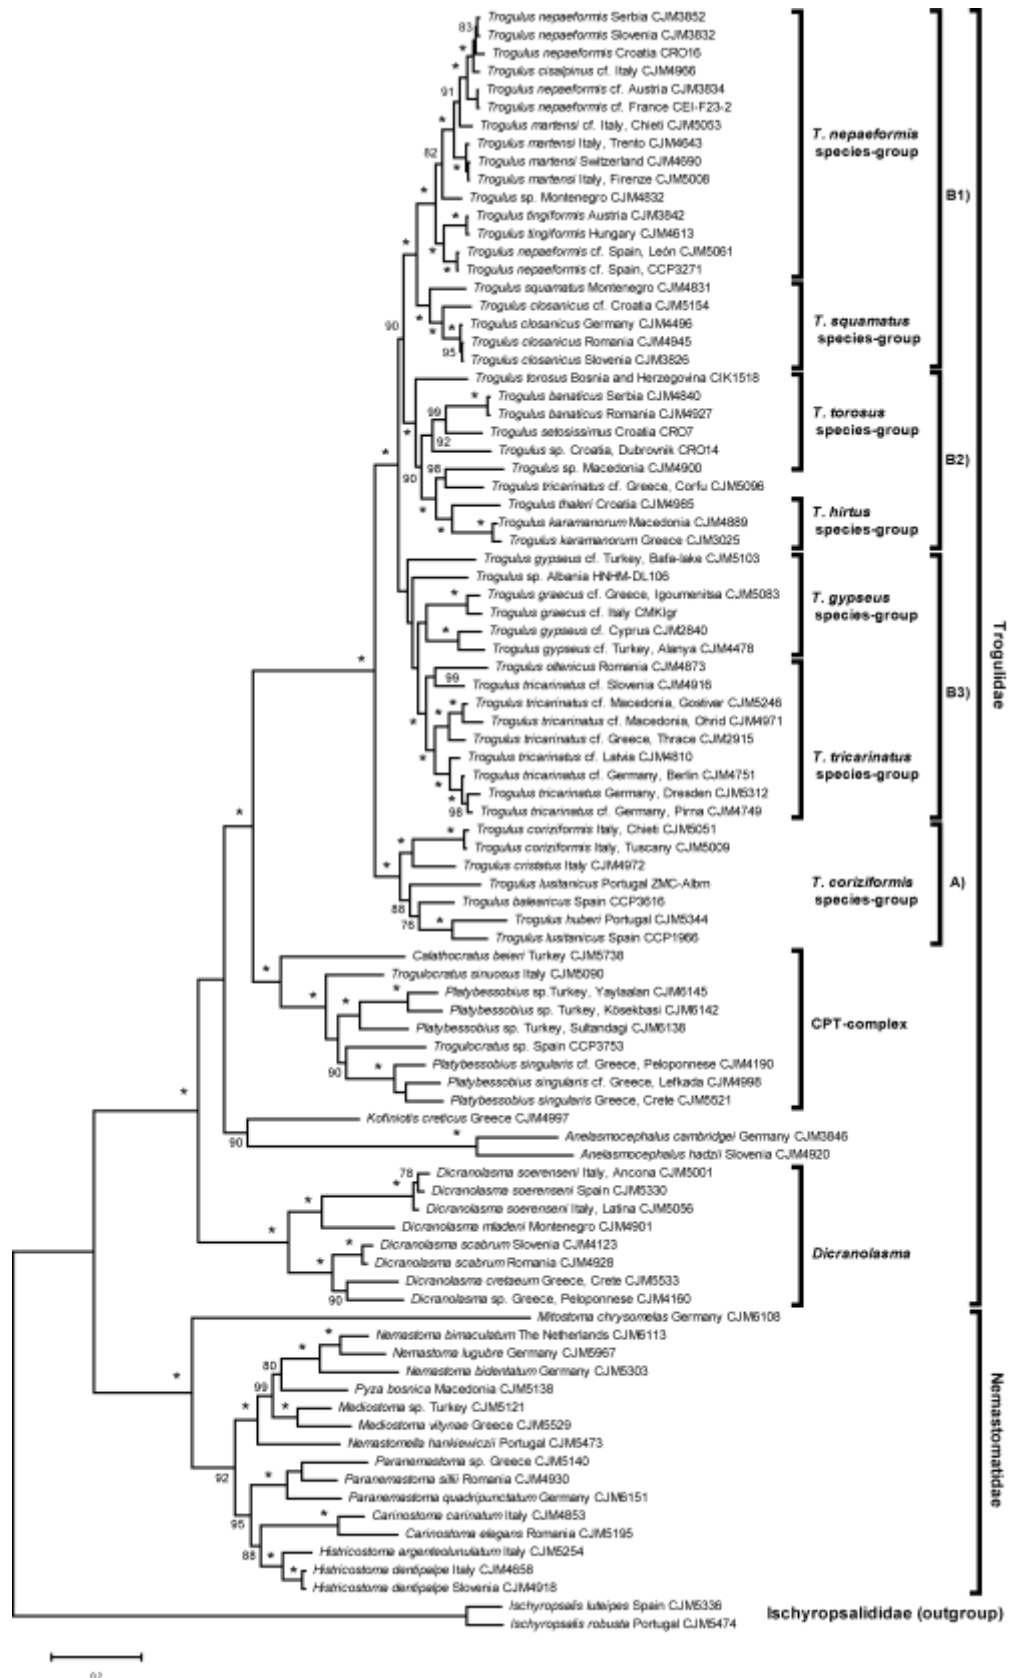 Trogulus nepaeformis Serbia CJM3852
83
Trogulus nepaeformis Slovenia CJM3832
*
Trogulus nepaeformis Croatia CRO16
*
Trogulus cisalpinus cf. Italy CJM4966
91
Trogulus nepaeformis cf. Austria CJM3834
Trogulus nepaeformis cf. France CEI-F23-2
*
Trogulus martensi cf. Italy, Chieti CJM5053
T. nepaeformis
species-group
Trogulus martensi Italy, Trento CJM4643
82
Trogulus martensi Switzerland CJM4690
*
Trogulus martensi Italy, Firenze CJM5008
*
Trogulus sp. Montenegro CJM4832
B1)
*
Trogulus tingiformis Austria CJM3842
Trogulus tingiformis Hungary CJM4613
*
*
Trogulus nepaeformis cf. Spain, León CJM5061
*
Trogulus nepaeformis cf. Spain, CCP3271
Trogulus squamatus Montenegro CJM4831
Trogulus closanicus cf. Croatia CJM5154
*
90
*
*
Trogulus closanicus Germany CJM4496
T. squamatus
species-group
Trogulus closanicus Romania CJM4945
95
Trogulus closanicus Slovenia CJM3826
Trogulus torosus Bosnia and Herzegovina CIK1518
*
Trogulus banaticus Serbia CJM4840
99
Trogulus banaticus Romania CJM4927
T. torosus
species-group
*
Trogulus setosissimus Croatia CRO7
92
Trogulus sp. Croatia, Dubrovnik CRO14
*
B2)
98
Trogulus sp. Macedonia CJM4900
90
Trogulus tricarinatus cf. Greece, Corfu CJM5096
Trogulus thaleri Croatia CJM4985
*
T. hirtus
species-group
*
Trogulus karamanorum Macedonia CJM4889
*
Trogulus karamanorum Greece CJM3025
Trogulus gypseus cf. Turkey, Bafa-lake CJM5103
Trogulus sp. Albania HNHM-DL106
*
Trogulus graecus cf. Greece, Igoumenitsa CJM5083
T. gypseus
species-group
Trogulus graecus cf. Italy CMKIgr
*
Trogulus gypseus cf. Cyprus CJM2840
Trogulus gypseus cf. Turkey, Alanya CJM4478
*
Trogulidae
Trogulus oltenicus Romania CJM4873
99
Trogulus tricarinatus cf. Slovenia CJM4916
B3)
*
*
Trogulus tricarinatus cf. Macedonia, Gostivar CJM5246
*
Trogulus tricarinatus cf. Macedonia, Ohrid CJM4971
Trogulus tricarinatus cf. Greece, Thrace CJM2915
*
Trogulus tricarinatus cf. Latvia CJM4810
T. tricarinatus
species-group
Trogulus tricarinatus cf. Germany, Berlin CJM4751
*
*
Trogulus tricarinatus Germany, Dresden CJM5312
98
Trogulus tricarinatus cf. Germany, Pirna CJM4749
*
*
Trogulus coriziformis Italy, Chieti CJM5051
*
Trogulus coriziformis Italy, Tuscany CJM5009
*
Trogulus cristatus Italy CJM4972
Trogulus lusitanicus Portugal ZMC-Albm
T. coriziformis
species-group
A)
88
Trogulus balearicus Spain CCP3616
76
*
Trogulus huberi Portugal CJM5344
Trogulus lusitanicus Spain CCP1966
Calathocratus beieri Turkey CJM5738
*
Trogulocratus sinuosus Italy CJM5090
*
*
*
Platybessobius sp.Turkey, Yaylaalan CJM6145
Platybessobius sp. Turkey, Kösekbasi CJM6142
Platybessobius sp. Turkey, Sultandagi CJM6138
CPT-complex
Trogulocratus sp. Spain CCP3753
90
*
Platybessobius singularis cf. Greece, Peloponnese CJM4190
Platybessobius singularis cf. Greece, Lefkada CJM4998
*
Platybessobius singularis Greece, Crete CJM5521
Kofiniotis creticus Greece CJM4997
90
*
Anelasmocephalus cambridgei Germany CJM3846
Anelasmocephalus hadzii Slovenia CJM4920
78
Dicranolasma soerenseni Italy, Ancona CJM5001
*
Dicranolasma soerenseni Spain CJM5330
*
Dicranolasma soerenseni Italy, Latina CJM5056
*
Dicranolasma mladeni Montenegro CJM4901
*
Dicranolasma scabrum Slovenia CJM4123
*
Dicranolasma scabrum Romania CJM4928
Dicranolasma
Dicranolasma cretaeum Greece, Crete CJM5533
90
Dicranolasma sp. Greece, Peloponnese CJM4160
Mitostoma chrysomelas Germany CJM6108
*
Nemastoma bimaculatum The Netherlands CJM6113
*
Nemastoma lugubre Germany CJM5967
80
Nemastoma bidentatum Germany CJM5303
*
99
Pyza bosnica Macedonia CJM5138
*
*
Mediostoma sp. Turkey CJM5121
Mediostoma vitynae Greece CJM5529
Nemastomella hankiewiczii Portugal CJM5473
Nemastomatidae
Paranemastoma sp. Greece CJM5140
92
*
Paranemastoma sillii Romania CJM4930
Paranemastoma quadripunctatum Germany CJM6151
95
*
Carinostoma carinatum Italy CJM4853
Carinostoma elegans Romania CJM5195
88
*
Histricostoma argenteolunulatum Italy CJM5254
*
Histricostoma dentipalpe Italy CJM4658
Histricostoma dentipalpe Slovenia CJM4918
Ischyropsalis luteipes Spain CJM5336
Ischyropsalididae (outgroup)
Ischyropsalis robusta Portugal CJM5474
0.2